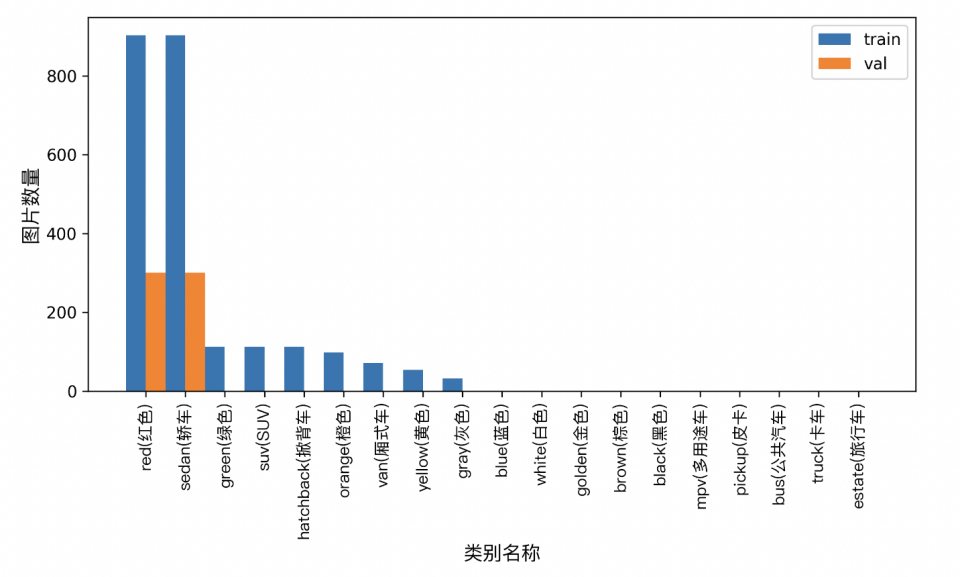 train
val
800
600
400
200
0
图片数量
red(红色)
sedan(轿车)
green(绿色)
suv(SUV)
hatchback(掀背车)
orange(橙色)
van(厢式车)
yellow(黄色)
gray(灰色)
blue(蓝色)
white(白色)
golden(金色)
brown(棕色)
black(黑色)
mpv(多用途车)
pickup(皮卡)
bus(公共汽车)
truck(卡车)
estate(旅行车)
类别名称